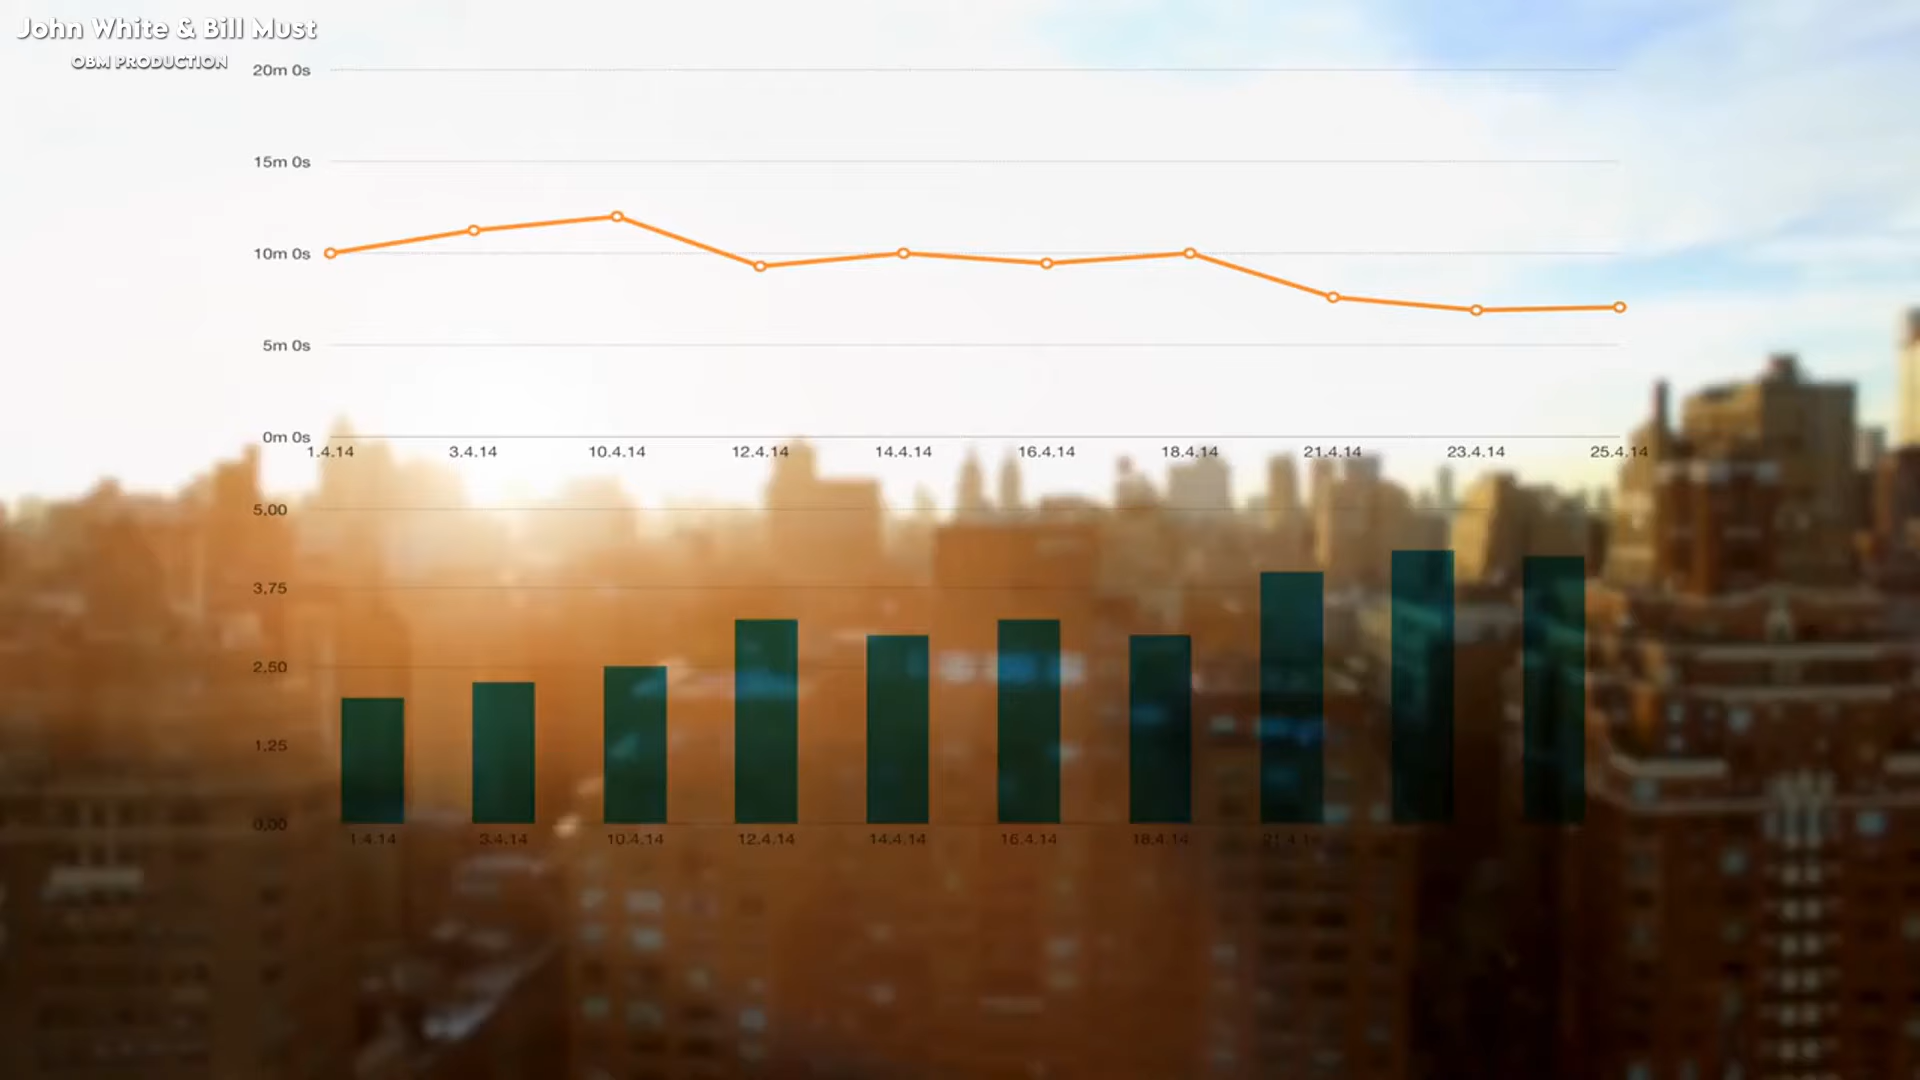 John White & Bill Must
OBM PRODUCTION
20m 0s
15m 0s
10m 0s
5m 0s
0m 0s
1.4.14 3.4.14 10.4.14 12.4.14 14.4.14 16.4.14 18.4.14 21.4.14 23.4.14 25.4.14
5,00
3,75
2,50
1,25
0,00
1.4.14 3.4.14 10.4.14 12.4.14 14.4.14 16.4.14 18.4.14